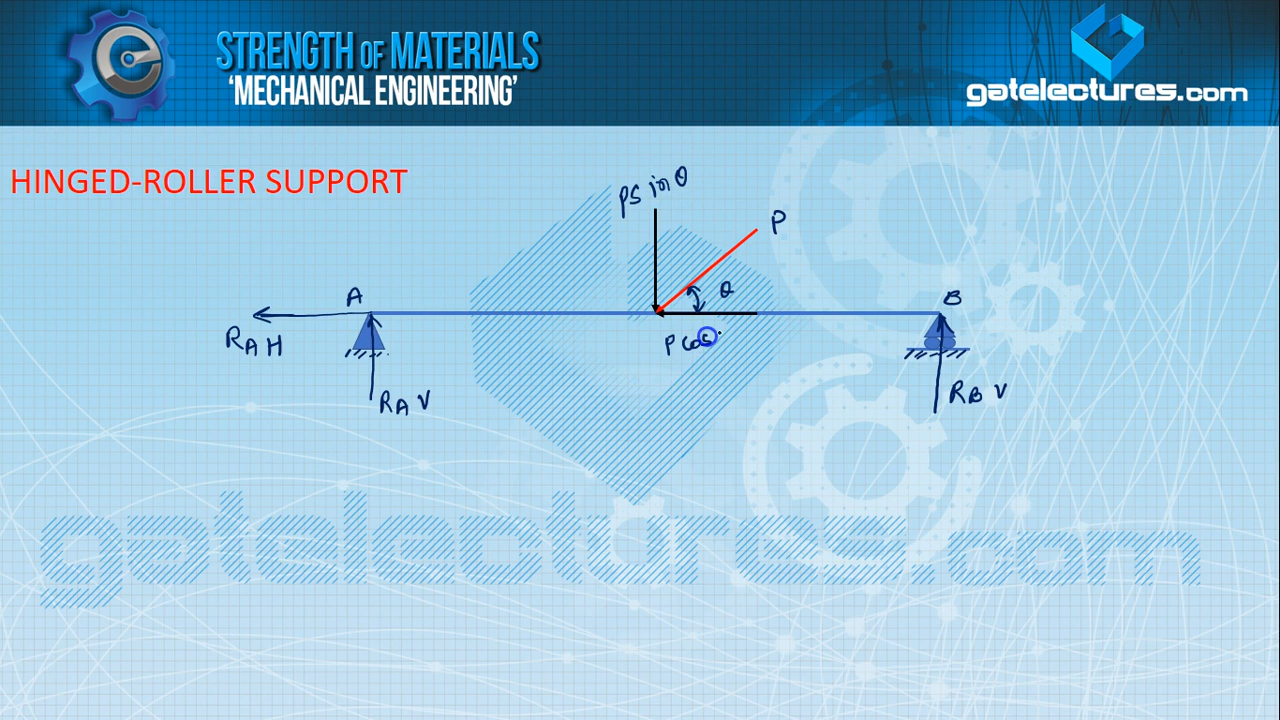 STRENGTH OF MATERIALS
'MECHANICAL ENGINEERING'
gatelectures.com
HINGED-ROLLER SUPPORT
PSinθ
P
θ
A
B
RAH
Pcos
RAV
RBV
gatelectures.com